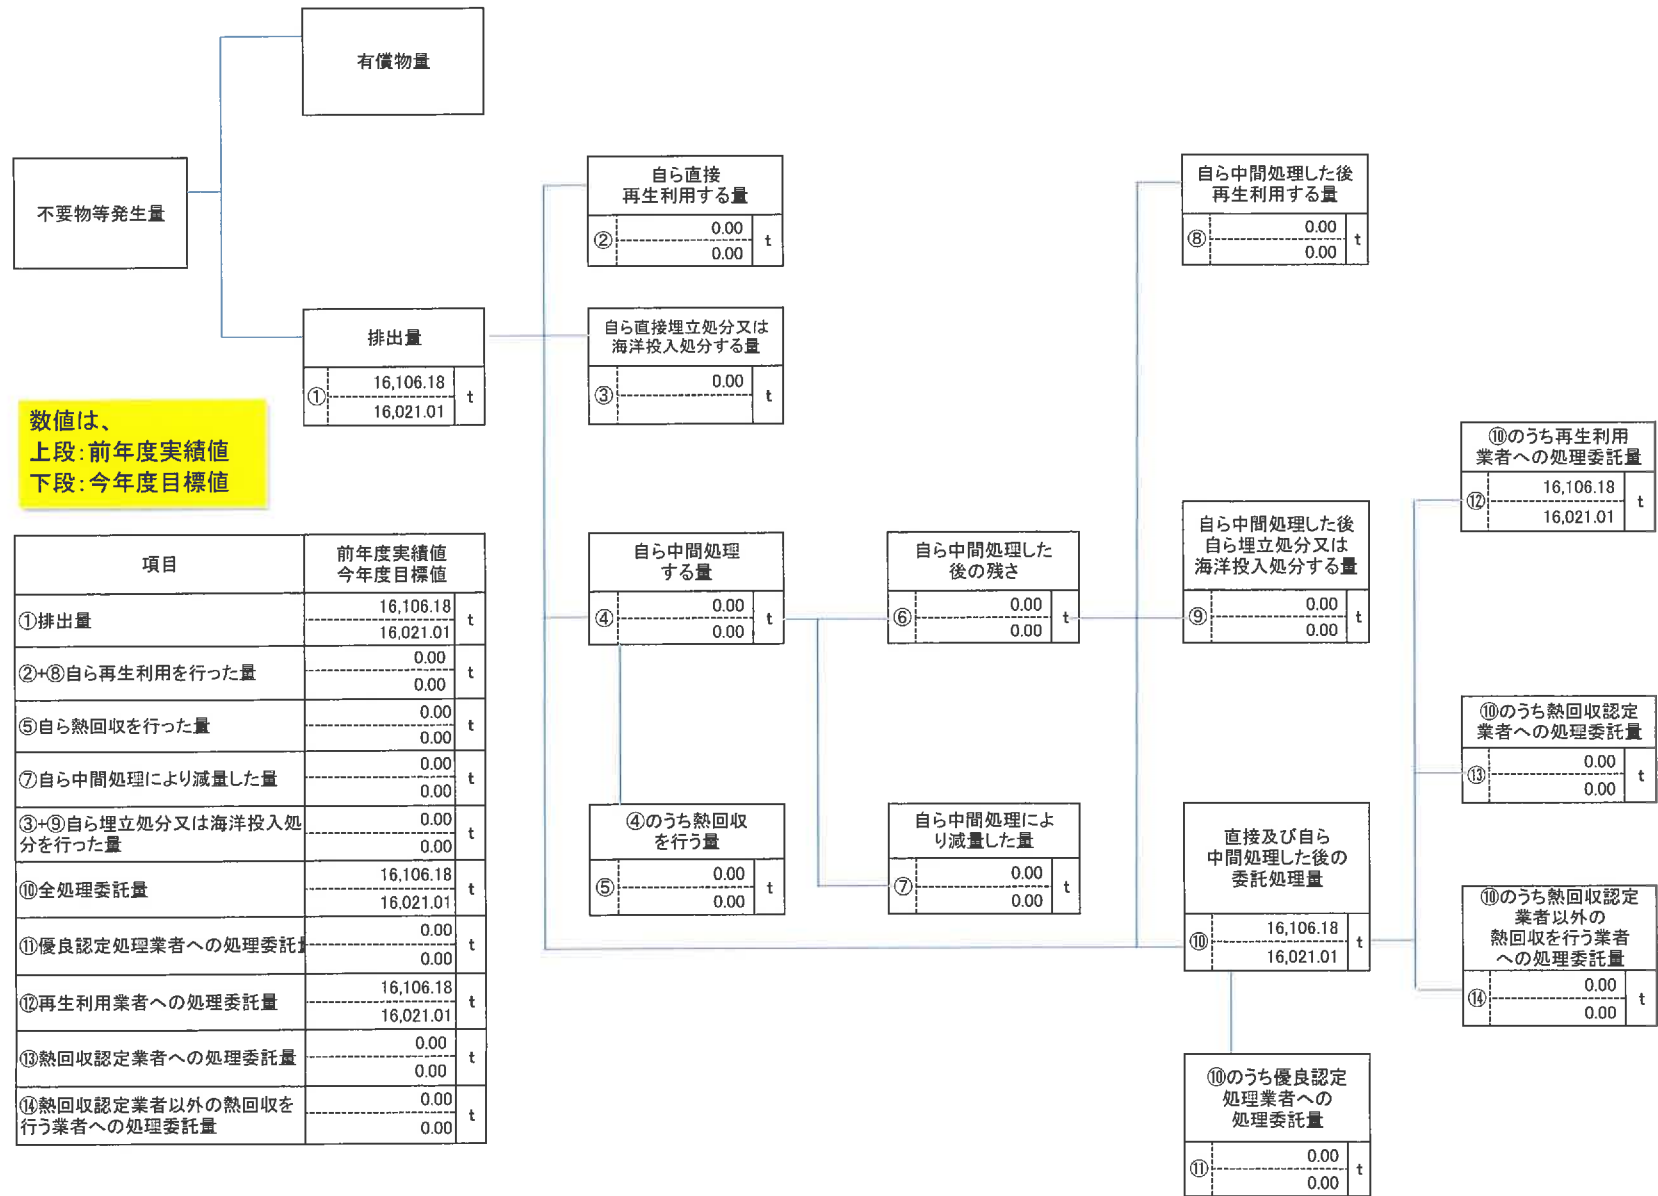 有償物量
不要物等発生量
排出量
①
16,106.18
16,021.01
t
数値は、
上段:前年度実績値
下段:今年度目標値
自ら直接
再生利用する量
②
0.00
0.00
t
自ら直接埋立処分又は
海洋投入処分する量
③
0.00
t
自ら中間処理
する量
④
0.00
0.00
t
④のうち熱回収
を行う量
⑤
0.00
0.00
t
自ら中間処理した
後の残さ
⑥
0.00
0.00
t
自ら中間処理によ
り減量した量
⑦
0.00
0.00
t
自ら中間処理した後
再生利用する量
⑧
0.00
0.00
t
自ら中間処理した後
自ら埋立処分又は
海洋投入処分する量
⑨
0.00
0.00
t
直接及び自ら
中間処理した後の
委託処理量
⑩
16,106.18
16,021.01
t
⑩のうち優良認定
処理業者への
処理委託量
⑪
0.00
0.00
t
⑩のうち再生利用
業者への処理委託量
⑫
16,106.18
16,021.01
t
⑩のうち熱回収認定
業者への処理委託量
⑬
0.00
0.00
t
⑩のうち熱回収認定
業者以外の
熱回収を行う業者
への処理委託量
⑭
0.00
0.00
t
項目
前年度実績値
今年度目標値
①排出量
16,106.18
16,021.01
t
②+⑧自ら再生利用を行った量
0.00
0.00
t
⑤自ら熱回収を行った量
0.00
0.00
t
⑦自ら中間処理により減量した量
0.00
0.00
t
③+⑨自ら埋立処分又は海洋投入処
分を行った量
0.00
0.00
t
⑩全処理委託量
16,106.18
16,021.01
t
⑪優良認定処理業者への処理委託
0.00
0.00
t
⑫再生利用業者への処理委託量
16,106.18
16,021.01
t
⑬熱回収認定業者への処理委託量
0.00
0.00
t
⑭熱回収認定業者以外の熱回収を
行う業者への処理委託量
0.00
0.00
t